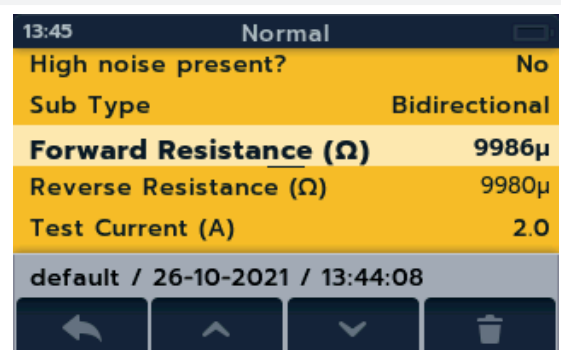 13:45 Normal
High noise present? No
Sub Type Bidirectional
Forward Resistance (Ω) 9986µ
Reverse Resistance (Ω) 9980µ
Test Current (A) 2.0
default / 26-10-2021 / 13:44:08